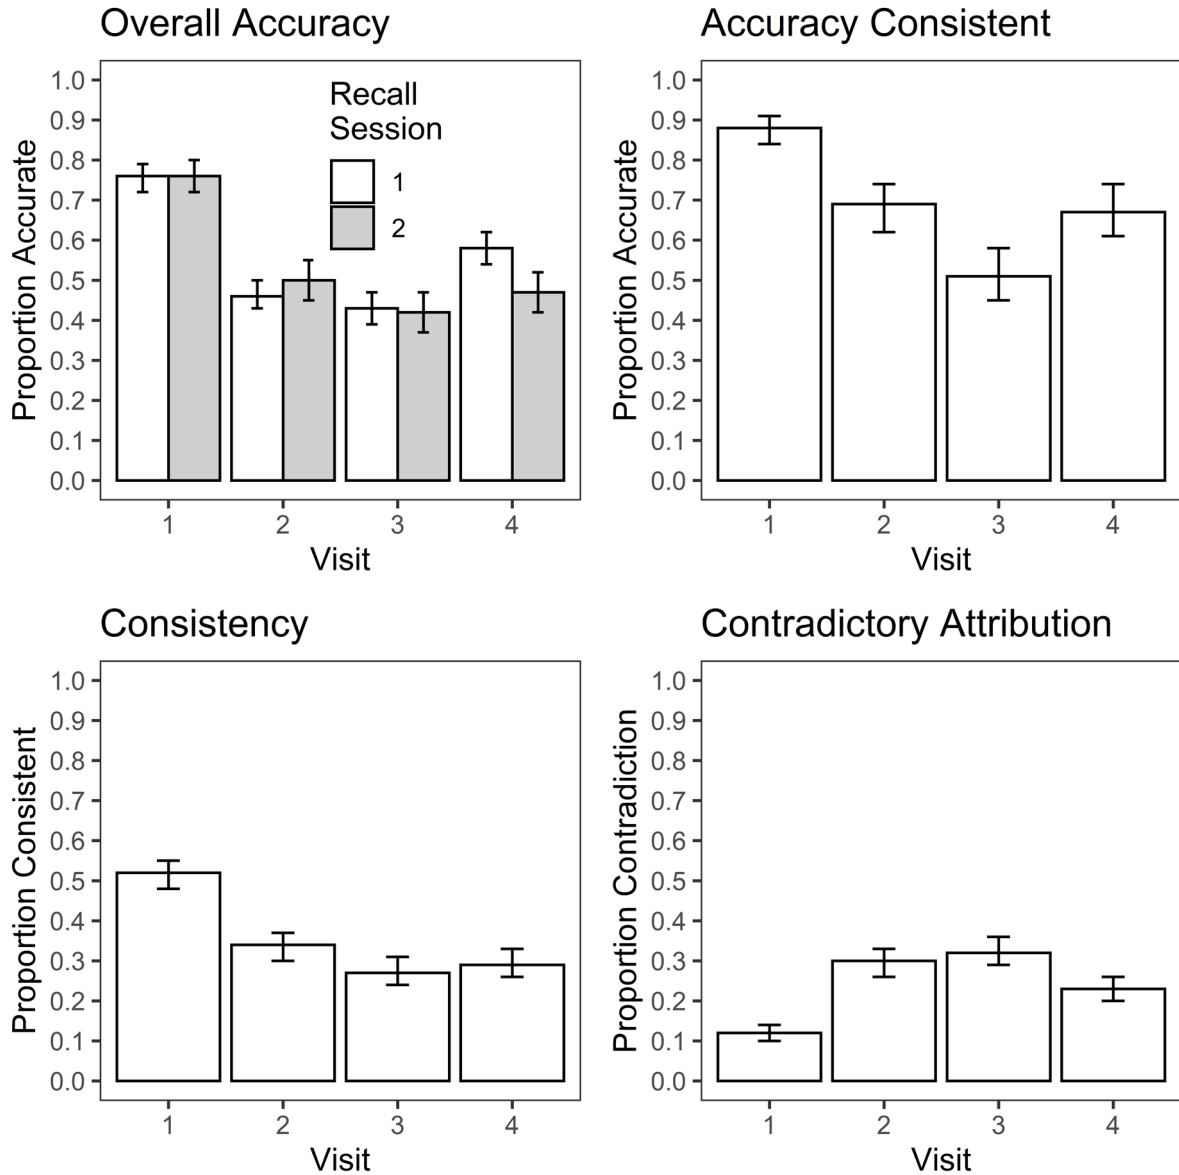 Overall Accuracy
Proportion Accurate
1.0
0.9
0.8
0.7
0.6
0.5
0.4
0.3
0.2
0.1
0.0
Recall
Session
1
2
1 2 3 4
Visit
Accuracy Consistent
Proportion Accurate
1.0
0.9
0.8
0.7
0.6
0.5
0.4
0.3
0.2
0.1
0.0
1 2 3 4
Visit
Consistency
Proportion Consistent
1.0
0.9
0.8
0.7
0.6
0.5
0.4
0.3
0.2
0.1
0.0
1 2 3 4
Visit
Contradictory Attribution
Proportion Contradiction
1.0
0.9
0.8
0.7
0.6
0.5
0.4
0.3
0.2
0.1
0.0
1 2 3 4
Visit